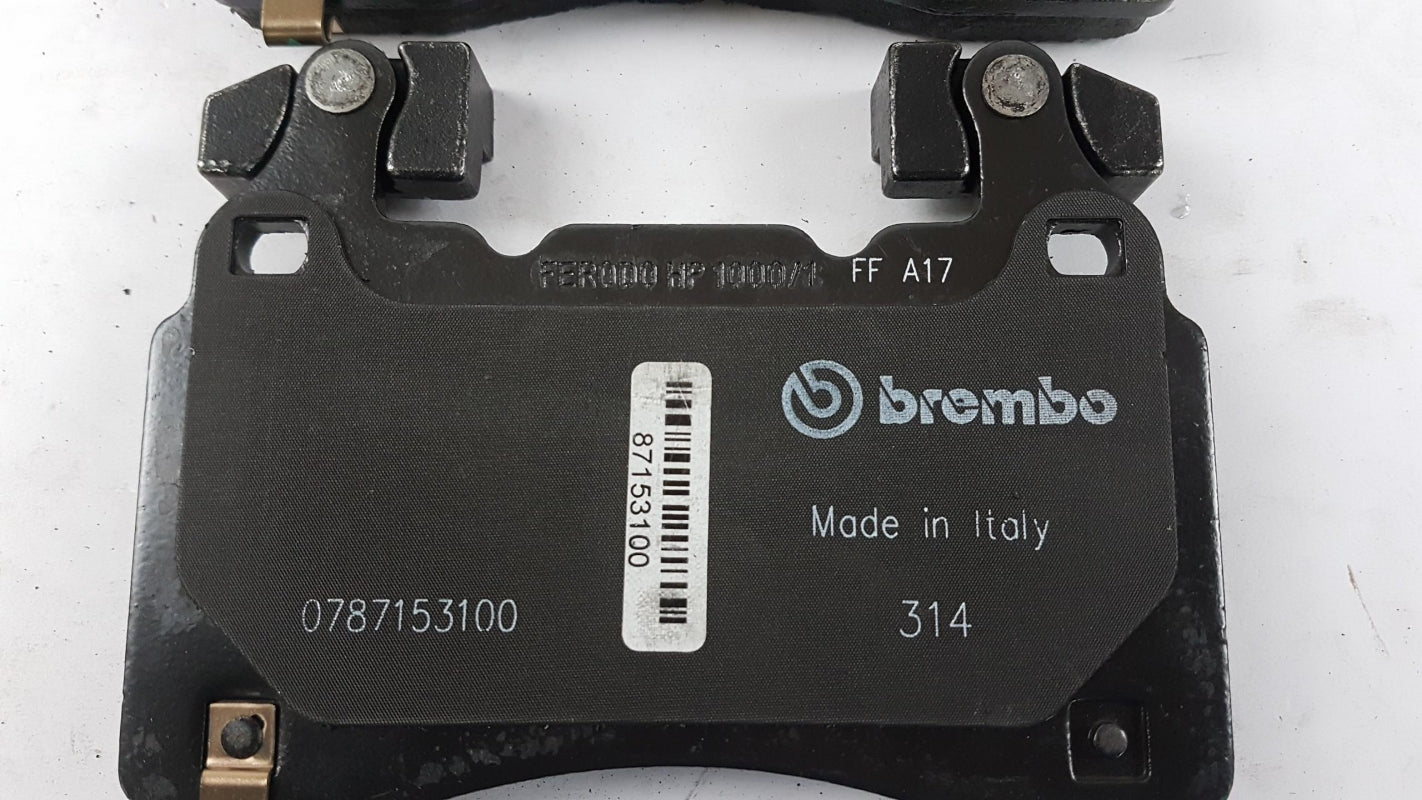 FERODO HP 1000/1 FF A17
brembo
87153100
Made in Italy
0787153100
314